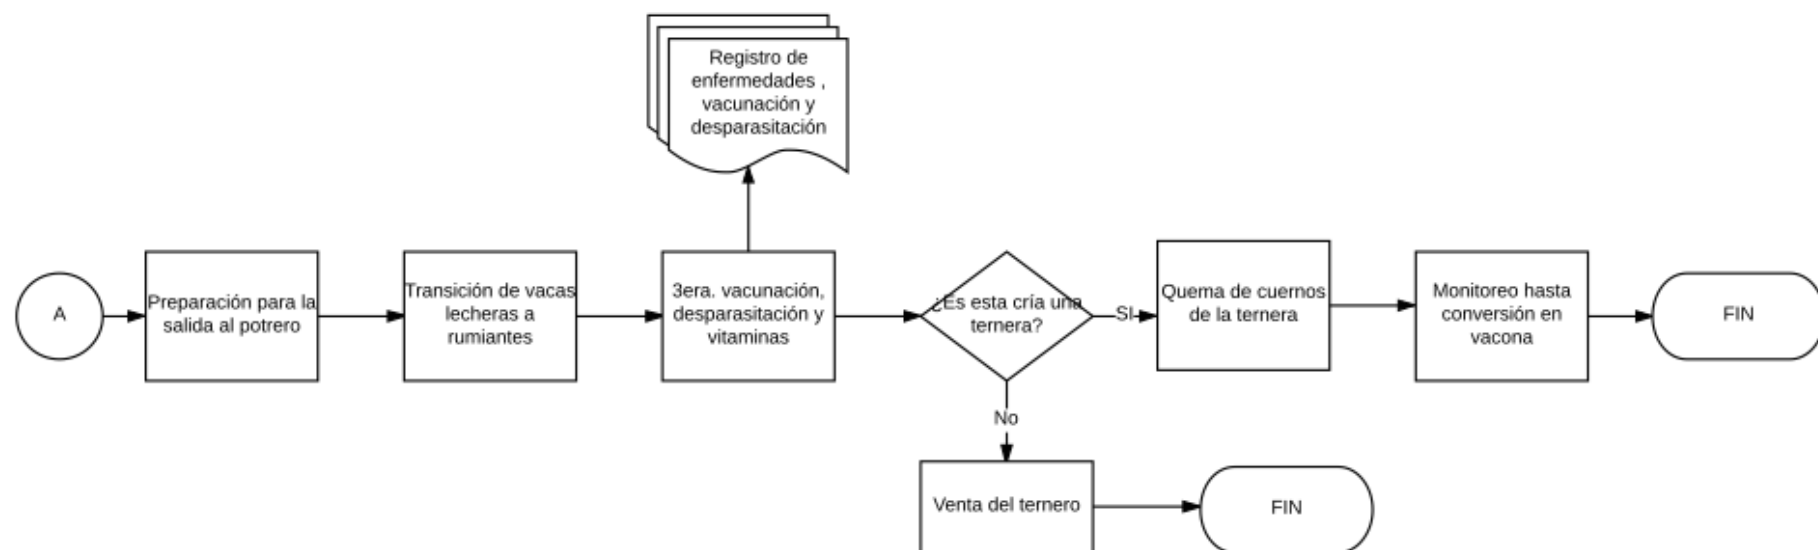 Registro de
enfermedades ,
vacunación y
desparasitación
A
Preparación para la
salida al potrero
Transición de vacas
lecheras a
rumiantes
3era. vacunación,
desparasitación y
vitaminas
¿Es esta cría una
ternera?
SI
Quema de cuernos
de la ternera
Monitoreo hasta
conversión en
vacona
FIN
No
Venta del ternero
FIN